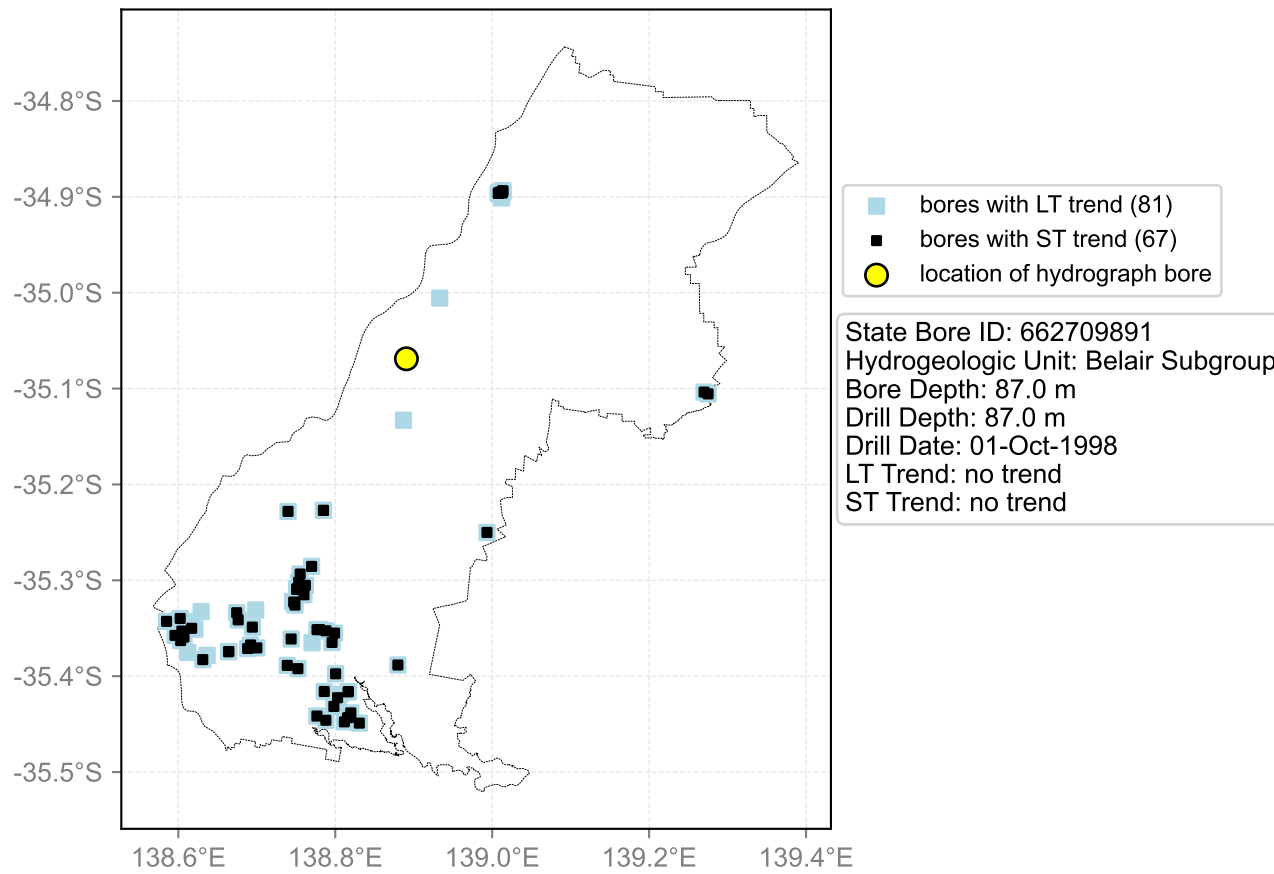 -34.8°S
-34.9°S
-35.0°S
-35.1°S
-35.2°S
-35.3°S
-35.4°S
-35.5°S
138.6°E
138.8°E
139.0°E
139.2°E
139.4°E
bores with LT trend (81)
bores with ST trend (67)
location of hydrograph bore
State Bore ID: 662709891
Hydrogeologic Unit: Belair Subgroup
Bore Depth: 87.0 m
Drill Depth: 87.0 m
Drill Date: 01-Oct-1998
LT Trend: no trend
ST Trend: no trend